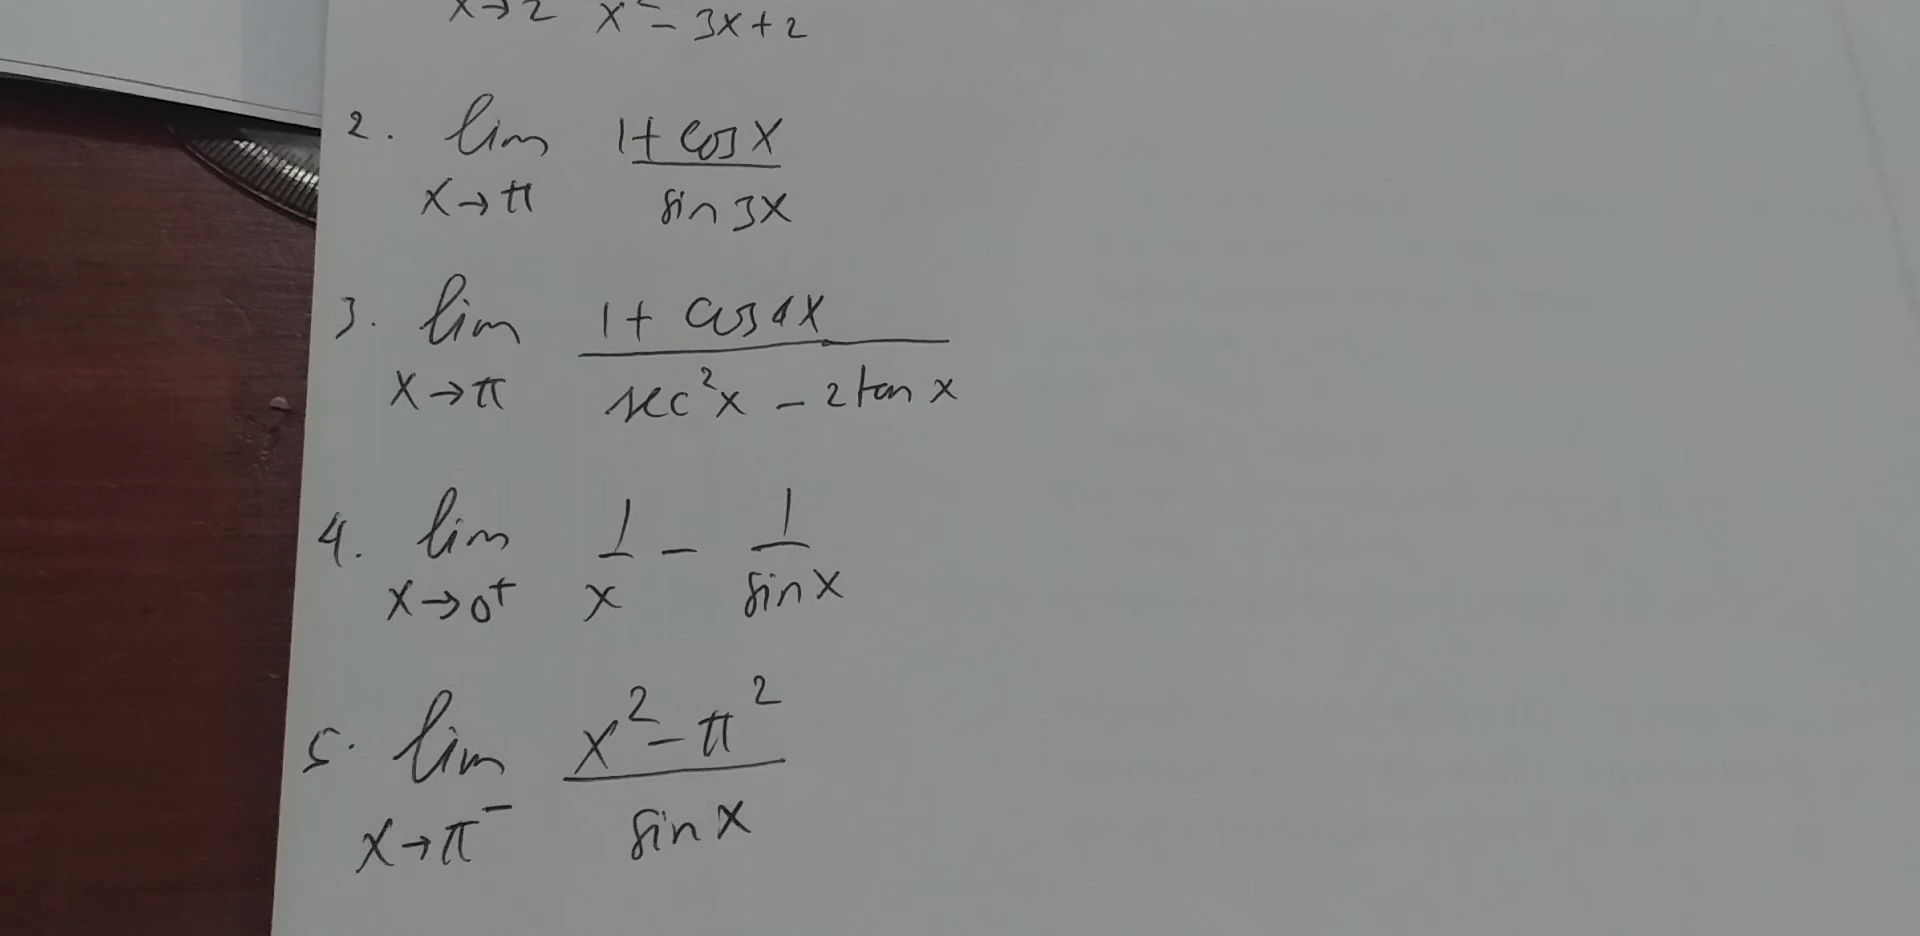 x→2 x² - 3x+2
2. lim 1+ cos x
x→π sin 3x
3. lim 1+ cos 4x
x→π sec²x - 2 tan x
4. lim 1/x - 1/sin x
x→0⁺
5. lim x² - π²
x→π⁻ sin x